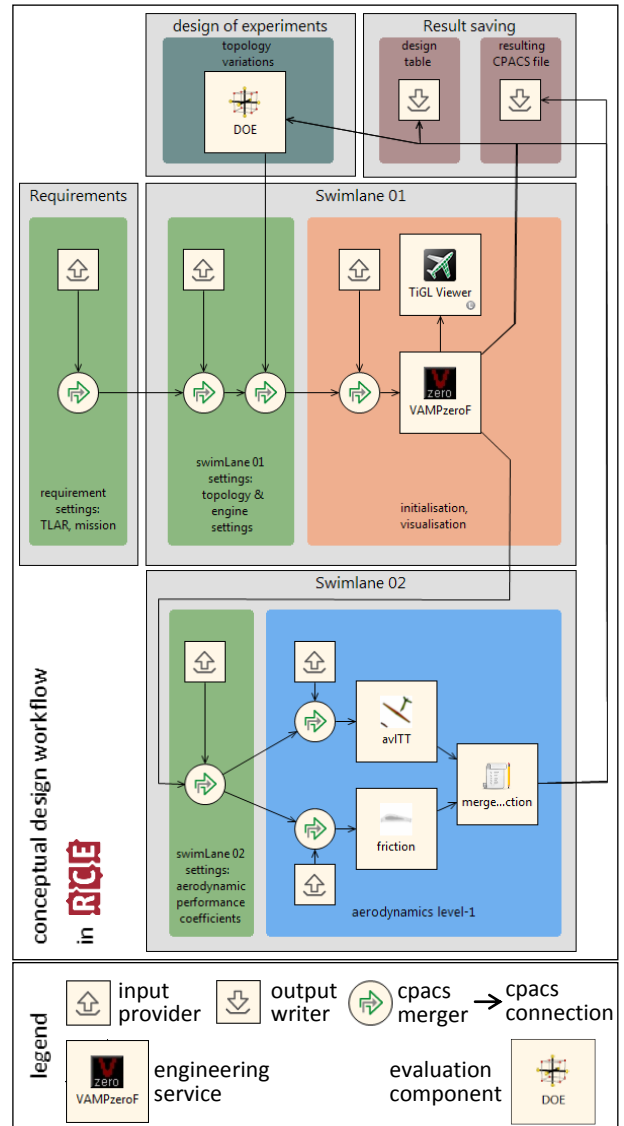 design of experiments
topology
variations
DOE
Result saving
design
table
resulting
CPACS file
Requirements
requirement
settings:
TLAR, mission
Swimlane 01
swimLane 01
settings:
topology &
engine
settings
TiGL Viewer
V
zero
VAMPzeroF
initialisation,
visualisation
Swimlane 02
swimLane 02
settings:
aerodynamic
performance
coefficients
avITT
friction
merge...ction
aerodynamics level-1
conceptual design workflow
in RCE
legend
input
provider
output
writer
cpacs
merger
cpacs
connection
V
zero
VAMPzeroF
engineering
service
evaluation
component
DOE